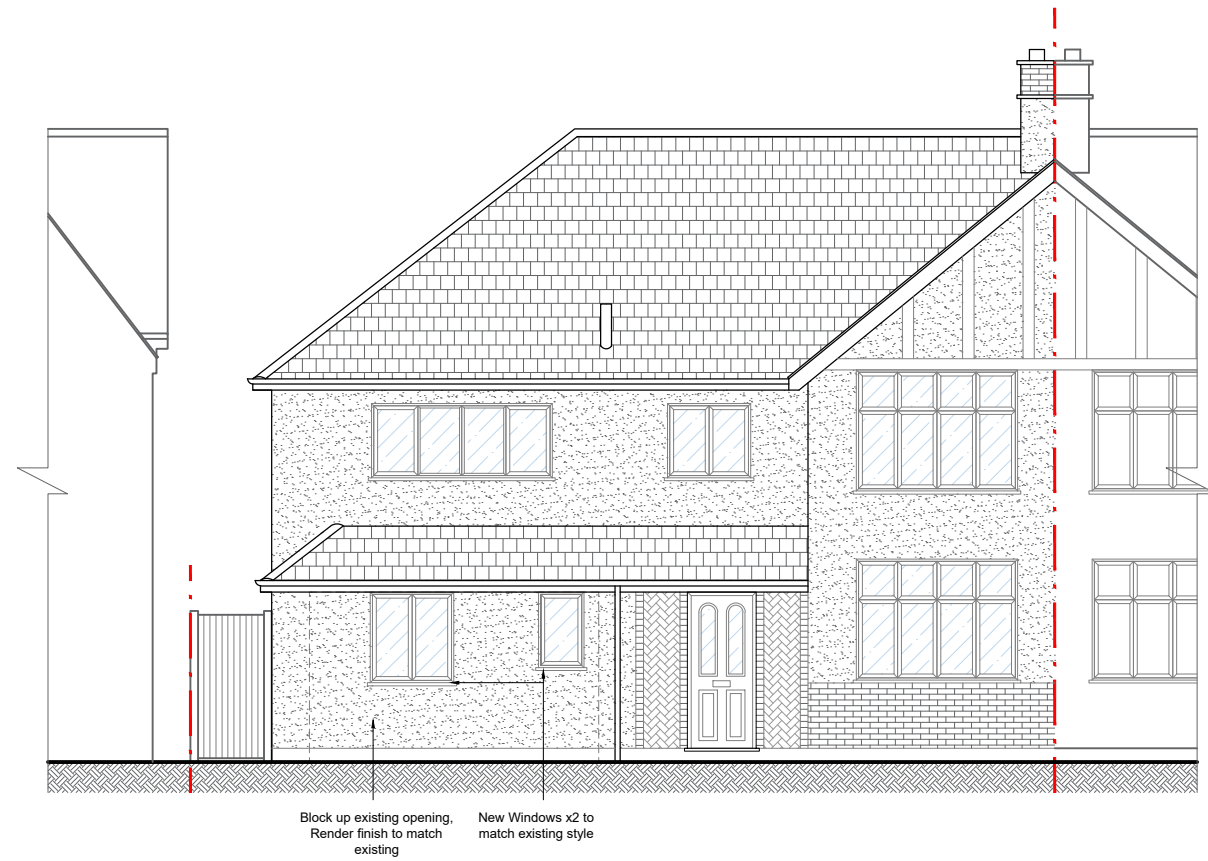 Block up existing opening,
Render finish to match
existing
New Windows x2 to
match existing style